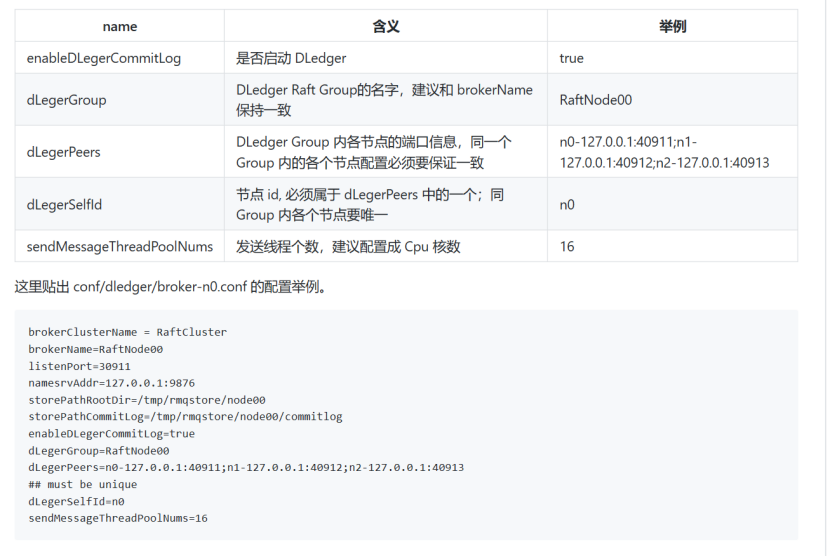 name 含义 举例
enableDLegerCommitLog 是否启动 DLedger true
dLegerGroup DLedger Raft Group的名字，建议和 brokerName 保持一致 RaftNode00
dLegerPeers DLedger Group 内各节点的端口信息，同一个 Group 内的各个节点配置必须要保证一致 n0-127.0.0.1:40911;n1-127.0.0.1:40912;n2-127.0.0.1:40913
dLegerSelfId 节点 id, 必须属于 dLegerPeers 中的一个；同 Group 内各个节点要唯一 n0
sendMessageThreadPoolNums 发送线程个数，建议配置成 Cpu 核数 16
这里贴出 conf/dledger/broker-n0.conf 的配置举例。
brokerClusterName = RaftCluster
brokerName=RaftNode00
listenPort=30911
namesrvAddr=127.0.0.1:9876
storePathRootDir=/tmp/rmqstore/node00
storePathCommitLog=/tmp/rmqstore/node00/commitlog
enableDLegerCommitLog=true
dLegerGroup=RaftNode00
dLegerPeers=n0-127.0.0.1:40911;n1-127.0.0.1:40912;n2-127.0.0.1:40913
## must be unique
dLegerSelfId=n0
sendMessageThreadPoolNums=16